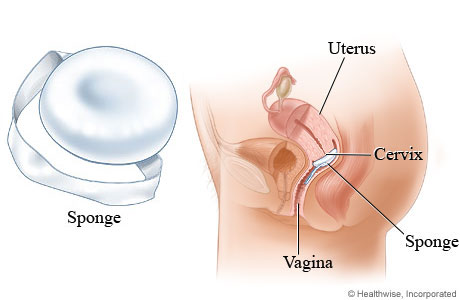 Uterus
Cervix
Sponge
Sponge
Vagina
© Healthwise, Incorporated